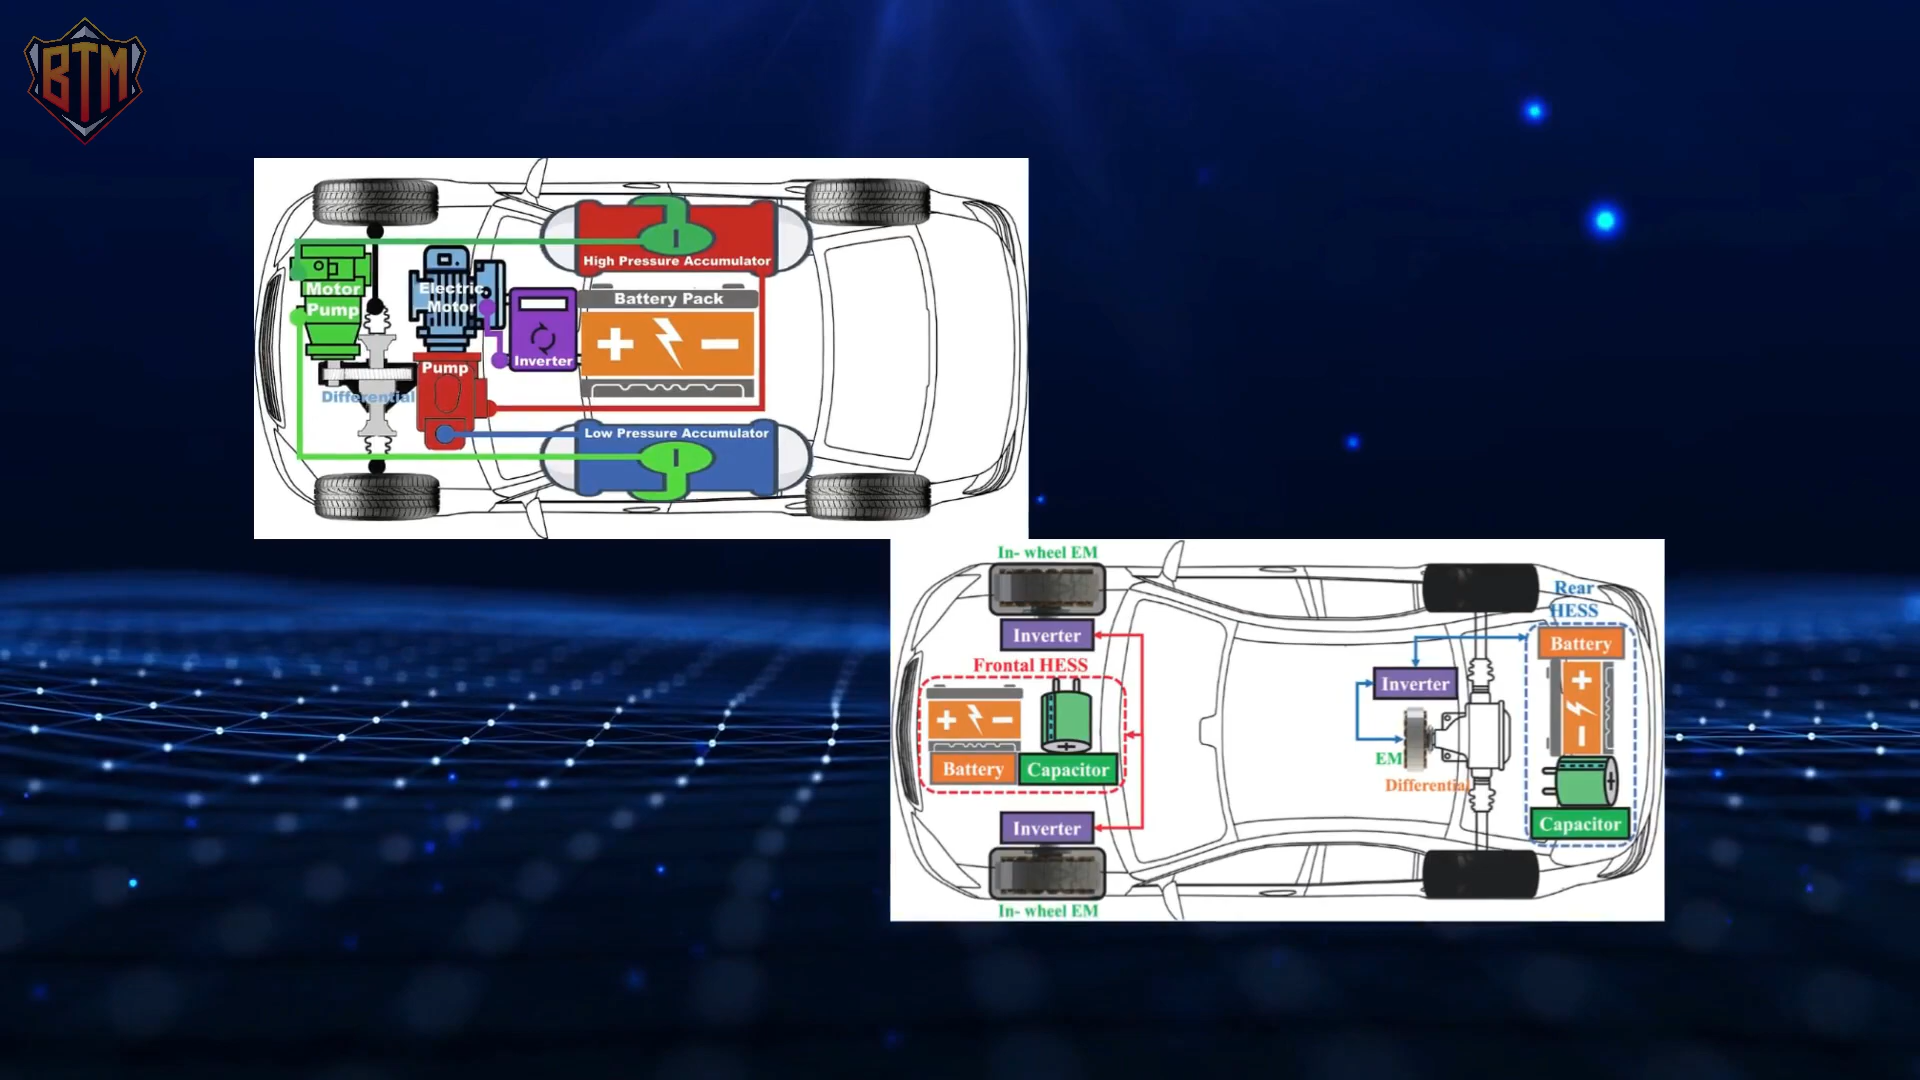 BTM
High Pressure Accumulator
Motor
Pump
Electric
Motor
Battery Pack
Inverter
Pump
Differential
Low Pressure Accumulator
In- wheel EM
Inverter
Frontal HESS
Battery
Capacitor
Inverter
In- wheel EM
Rear
HESS
Battery
Inverter
EM
Differential
Capacitor